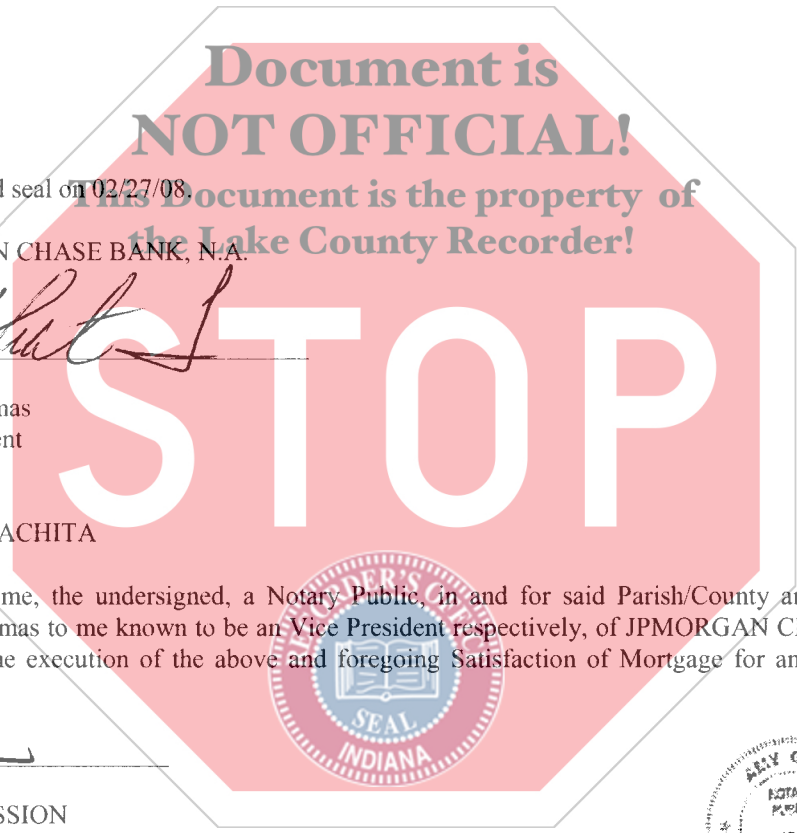 Document is
NOT OFFICIAL!
This Document is the property of
the Lake County Recorder!
d seal on 02/27/08.
N CHASE BANK, N.A.
STOP
mas
ent
ACHITA
me, the undersigned, a Notary Public, in and for said Parish/County an
mas to me known to be an Vice President respectively, of JPMORGAN C
ne execution of the above and foregoing Satisfaction of Mortgage for an
RECORDER'S OFFICE
SEAL
INDIANA
SSION
AMY